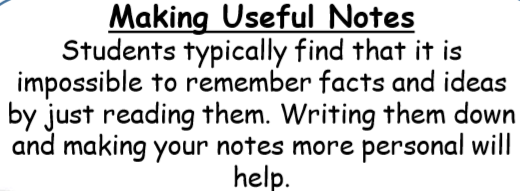 Making Useful Notes
Students typically find that it is
impossible to remember facts and ideas
by just reading them. Writing them down
and making your notes more personal will
help.